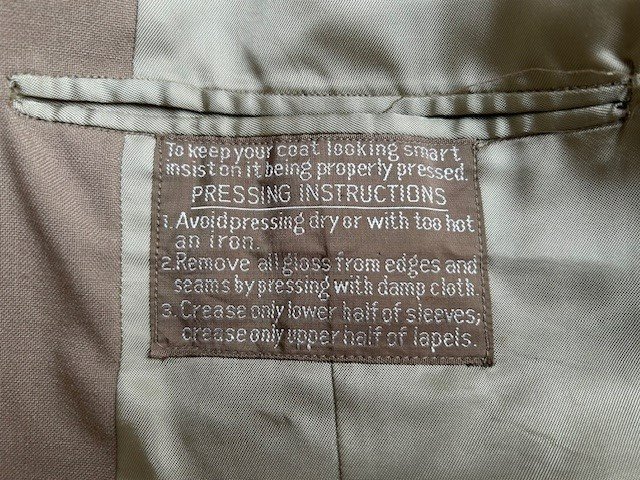 To keep your coat looking smart
insist on it being properly pressed.
PRESSING INSTRUCTIONS
1. Avoid pressing dry or with too hot
an iron.
2. Remove all gloss from edges and
seams by pressing with damp cloth
3. Crease only lower half of sleeves;
crease only upper half of lapels.